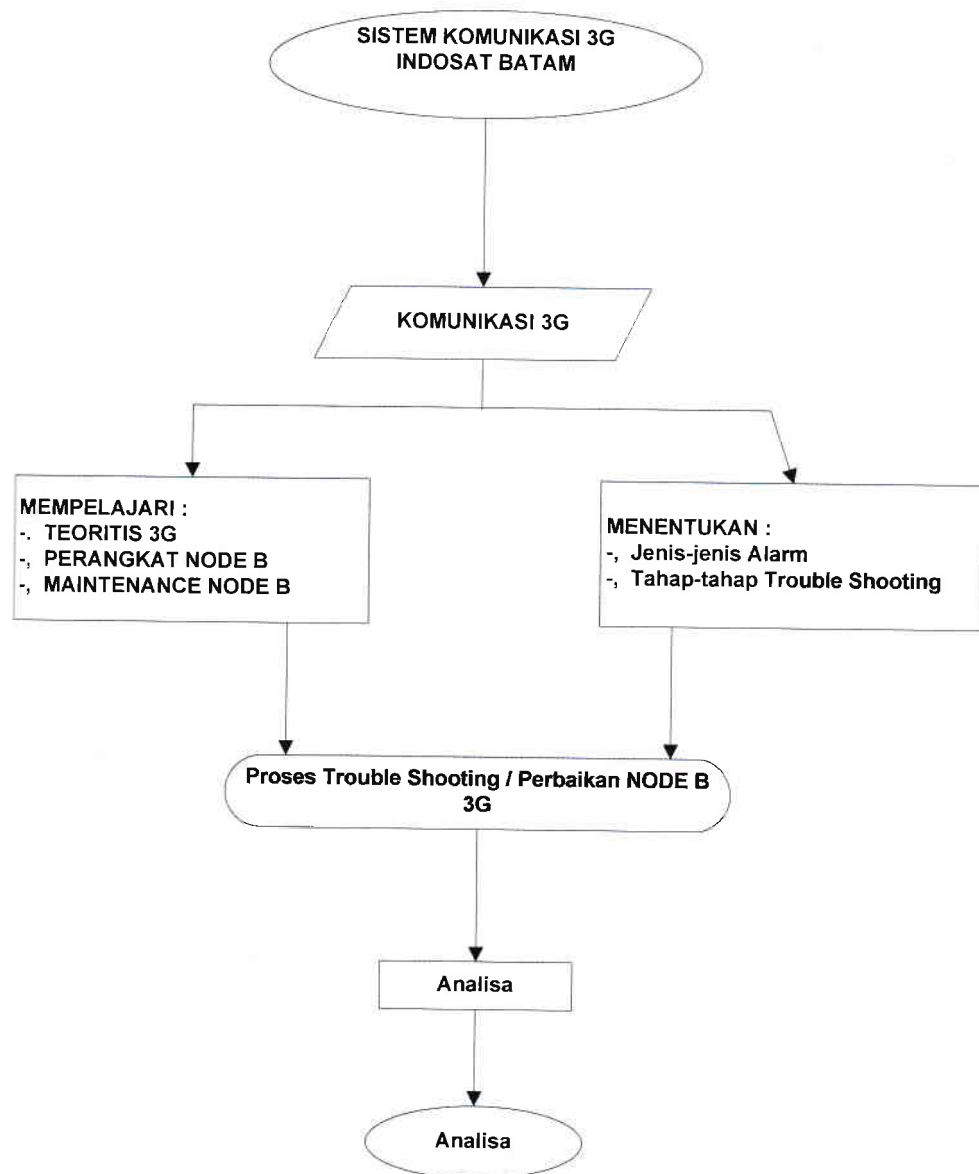 SISTEM KOMUNIKASI 3G
INDOSAT BATAM
KOMUNIKASI 3G
MEMPELAJARI :
-. TEORITIS 3G
-, PERANGKAT NODE B
-, MAINTENANCE NODE B
MENENTUKAN :
-, Jenis-jenis Alarm
-, Tahap-tahap Trouble Shooting
Proses Trouble Shooting / Perbaikan NODE B
3G
Analisa
Analisa